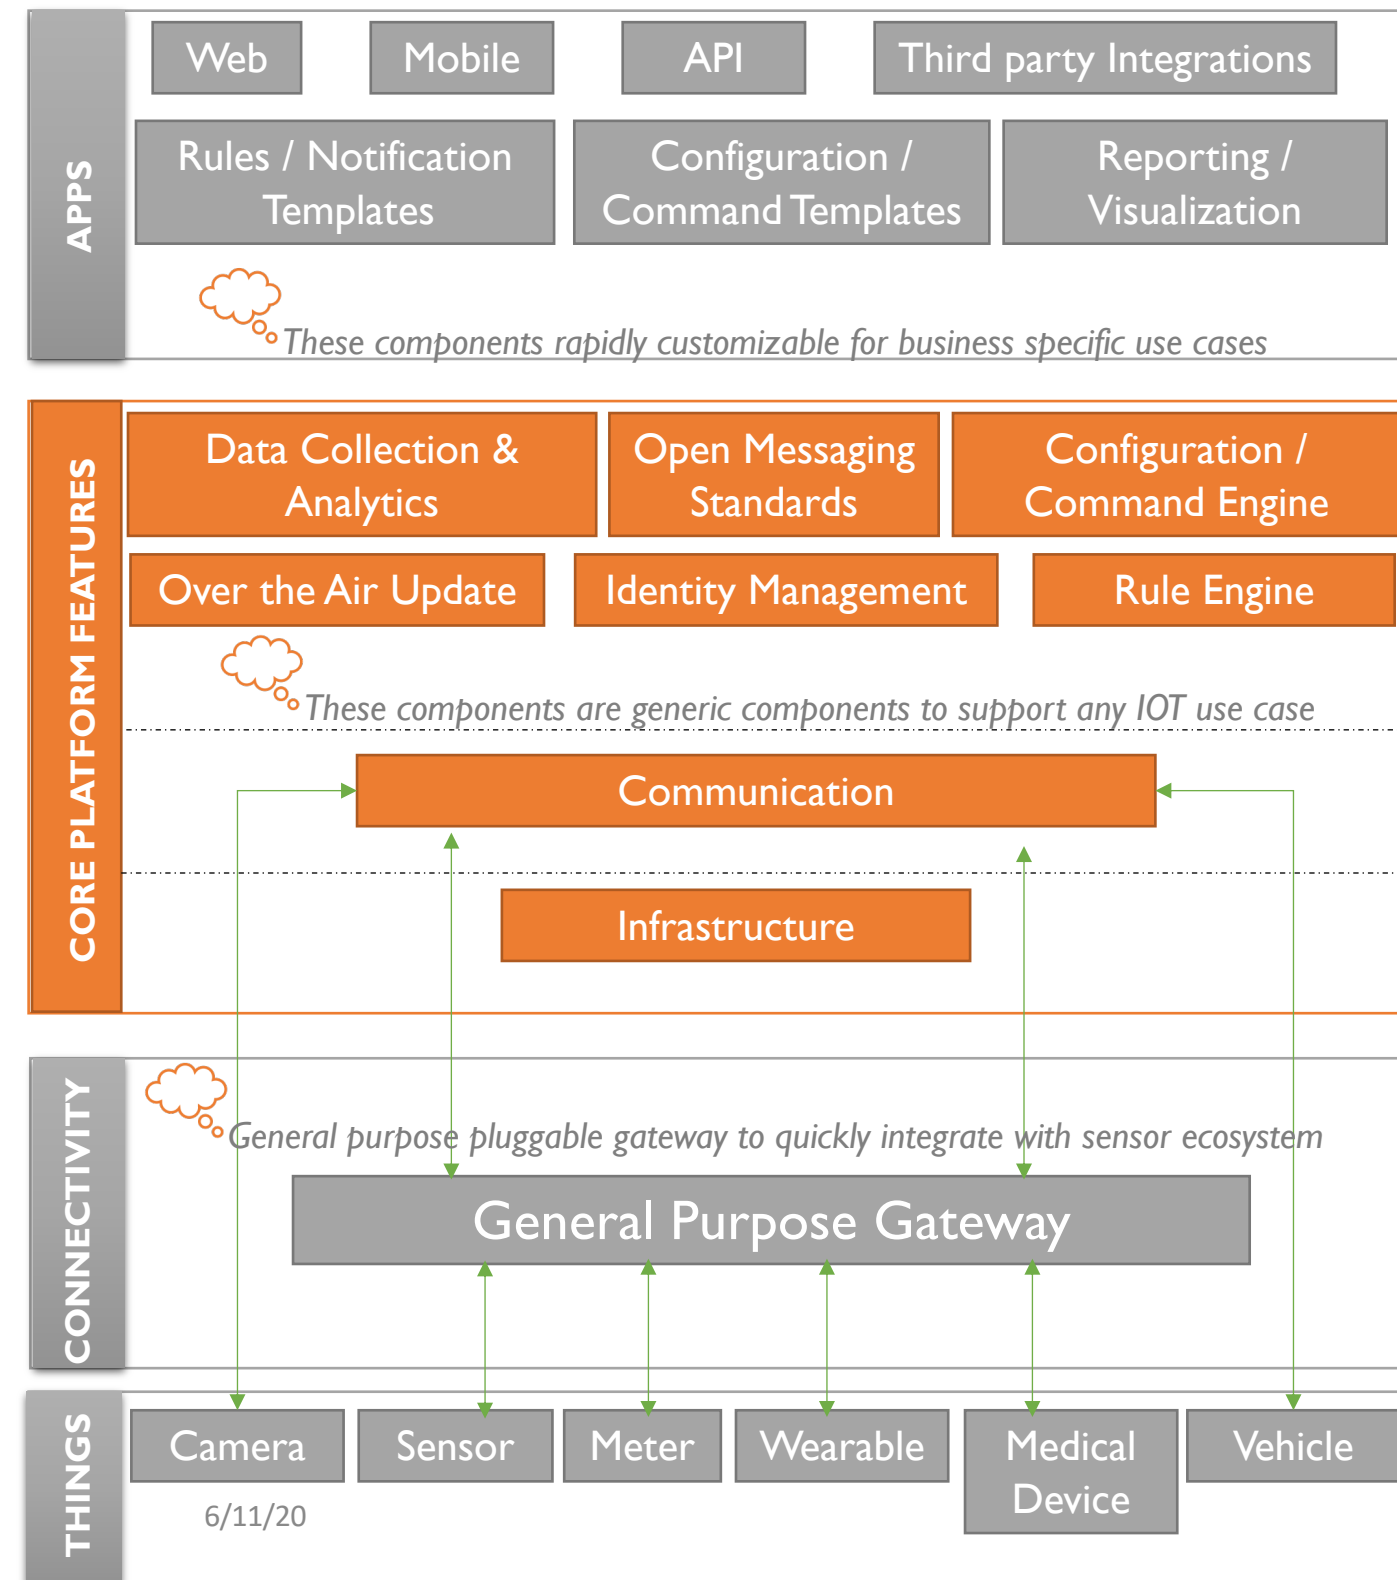 APPS
Web
Mobile
API
Third party Integrations
Rules / Notification
Templates
Configuration /
Command Templates
Reporting /
Visualization
These components rapidly customizable for business specific use cases
CORE PLATFORM FEATURES
Data Collection &
Analytics
Open Messaging
Standards
Configuration /
Command Engine
Over the Air Update
Identity Management
Rule Engine
These components are generic components to support any IOT use case
Communication
Infrastructure
CONNECTIVITY
General purpose pluggable gateway to quickly integrate with sensor ecosystem
General Purpose Gateway
THINGS
Camera
Sensor
Meter
Wearable
Medical
Device
Vehicle
6/11/20